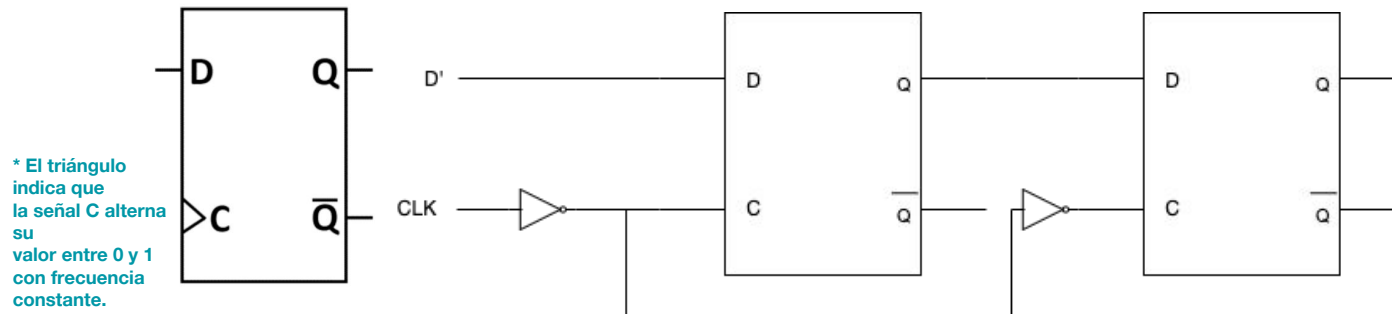 D Q
* El triángulo
indica que
la señal C alterna
su
valor entre 0 y 1
con frecuencia
constante.
C Q
D'
CLK
D Q
C Q
D Q
C Q